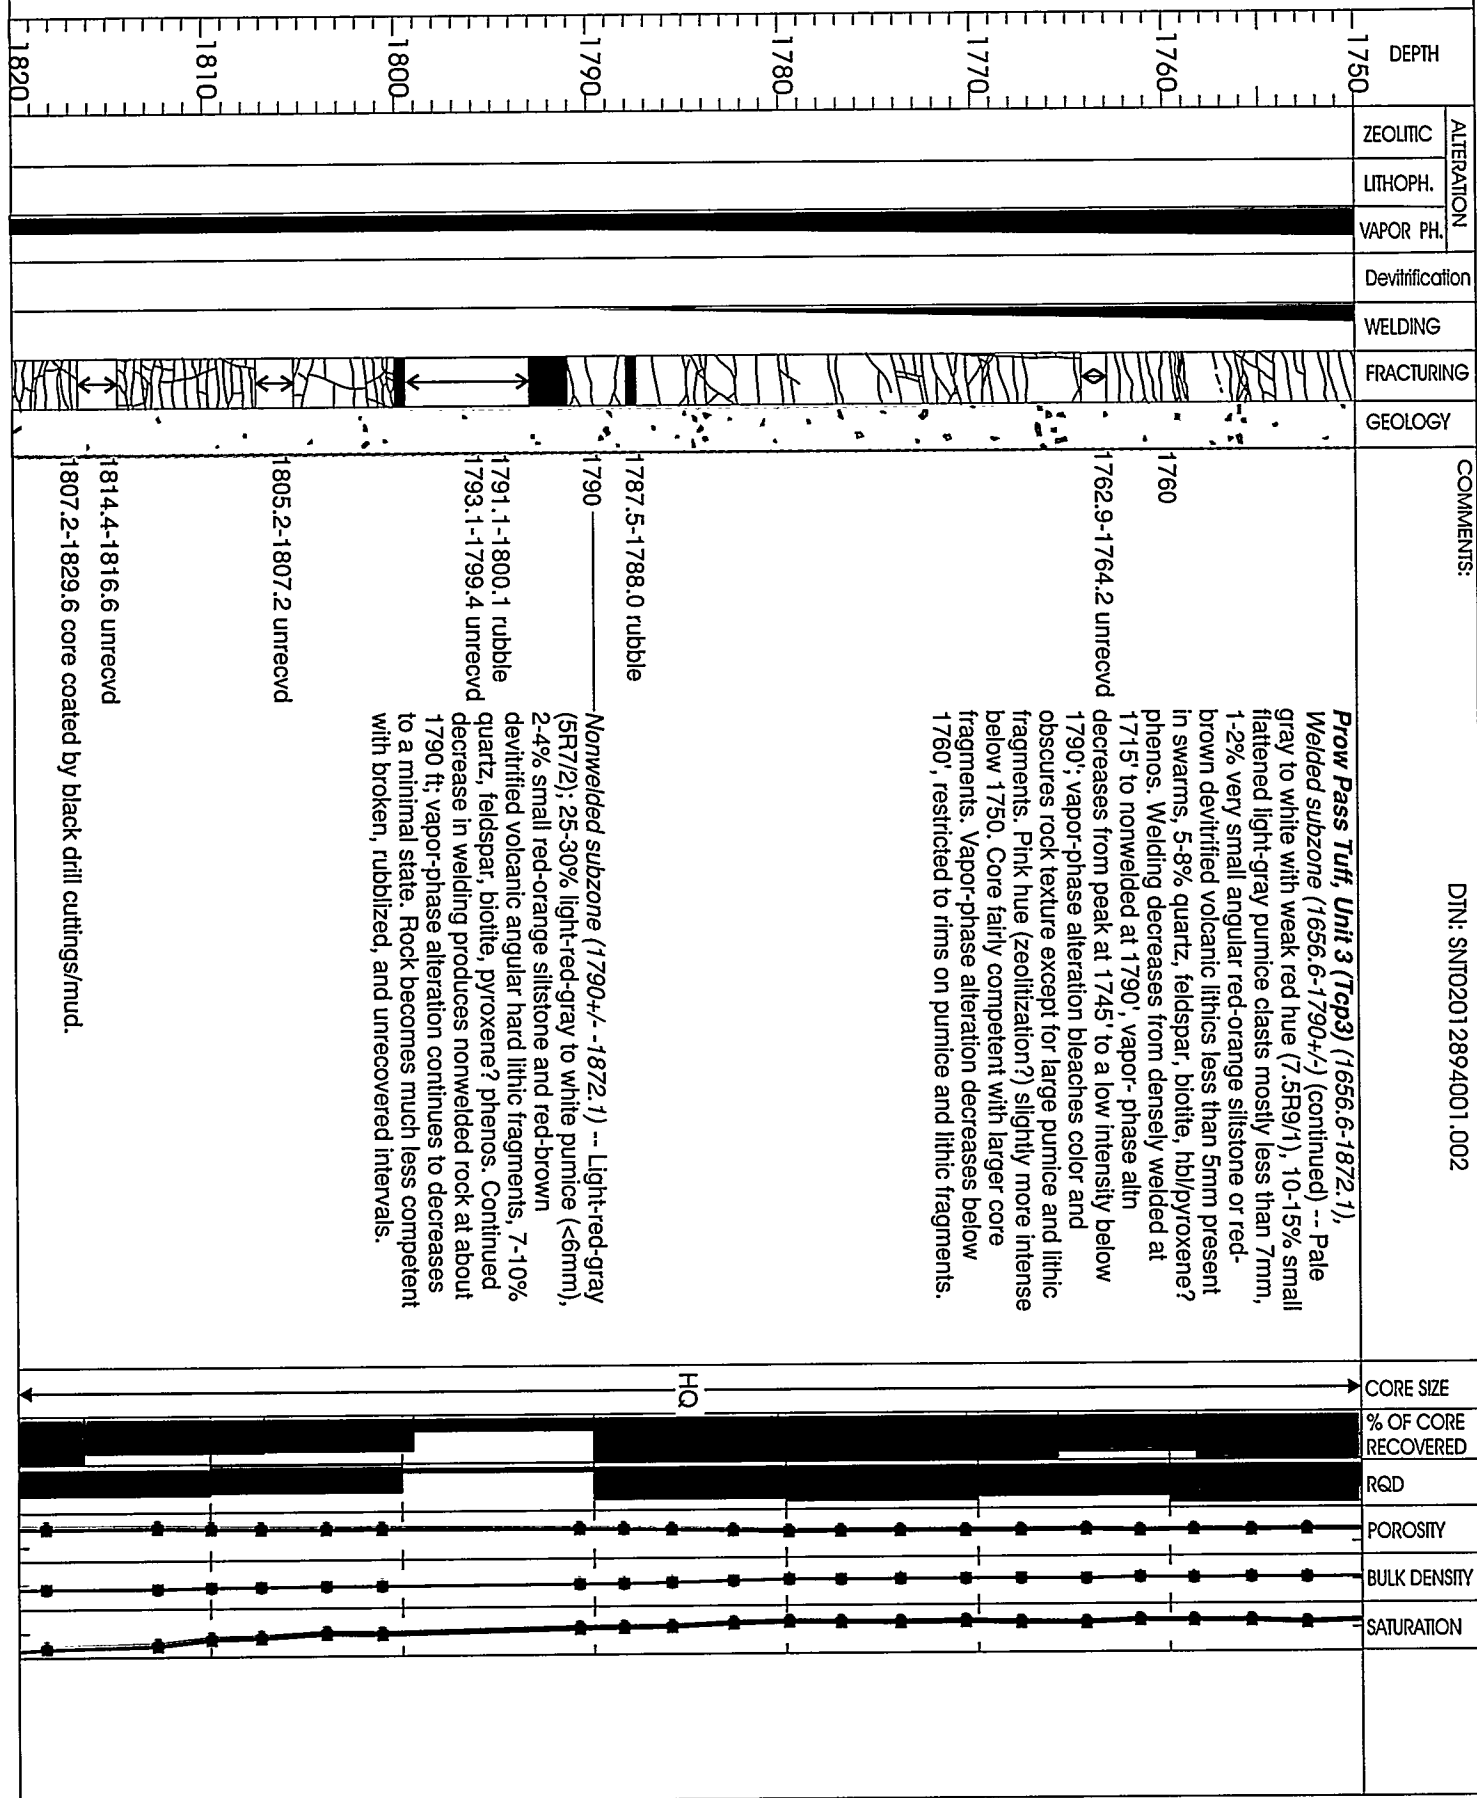 DEPTH
ALTERATION
ZEOLITIC
LITHOPH.
VAPOR PH.
Devitrification
WELDING
FRACTURING
GEOLOGY
COMMENTS:
DTN: SNT02012894001.002
CORE SIZE
% OF CORE
RECOVERED
RQD
POROSITY
BULK DENSITY
SATURATION
1750
1760
1770
1780
1790
1800
1810
1820
Prow Pass Tuff, Unit 3 (Tcp3) (1656.6-1872.1),
Welded subzone (1656.6-1790+/-) (continued) -- Pale
gray to white with weak red hue (7.5R9/1), 10-15% small
flattened light-gray pumice clasts mostly less than 7mm,
1-2% very small angular red-orange siltstone or red-
brown devitrified volcanic lithics less than 5mm present
in swarms, 5-8% quartz, feldspar, biotite, hbl/pyroxene?
phenos. Welding decreases from densely welded at
1715' to nonwelded at 1790', vapor- phase altn
decreases from peak at 1745' to a low intensity below
1790'; vapor-phase alteration bleaches color and
obscures rock texture except for large pumice and lithic
fragments. Pink hue (zeolitization?) slightly more intense
below 1750. Core fairly competent with larger core
fragments. Vapor-phase alteration decreases below
1760', restricted to rims on pumice and lithic fragments.
1760
1762.9-1764.2 unrecvd
1787.5-1788.0 rubble
1790
Nonwelded subzone (1790+/- -1872.1) -- Light-red-gray
(5R7/2); 25-30% light-red-gray to white pumice (<6mm),
2-4% small red-orange siltstone and red-brown
devitrified volcanic angular hard lithic fragments, 7-10%
quartz, feldspar, biotite, pyroxene? phenos. Continued
decrease in welding produces nonwelded rock at about
1790 ft; vapor-phase alteration continues to decreases
to a mininal state. Rock becomes much less competent
with broken, rubblized, and unrecovered intervals.
1791.1-1800.1 rubble
1793.1-1799.4 unrecvd
1805.2-1807.2 unrecvd
1814.4-1816.6 unrecvd
1807.2-1829.6 core coated by black drill cuttings/mud.
HQ